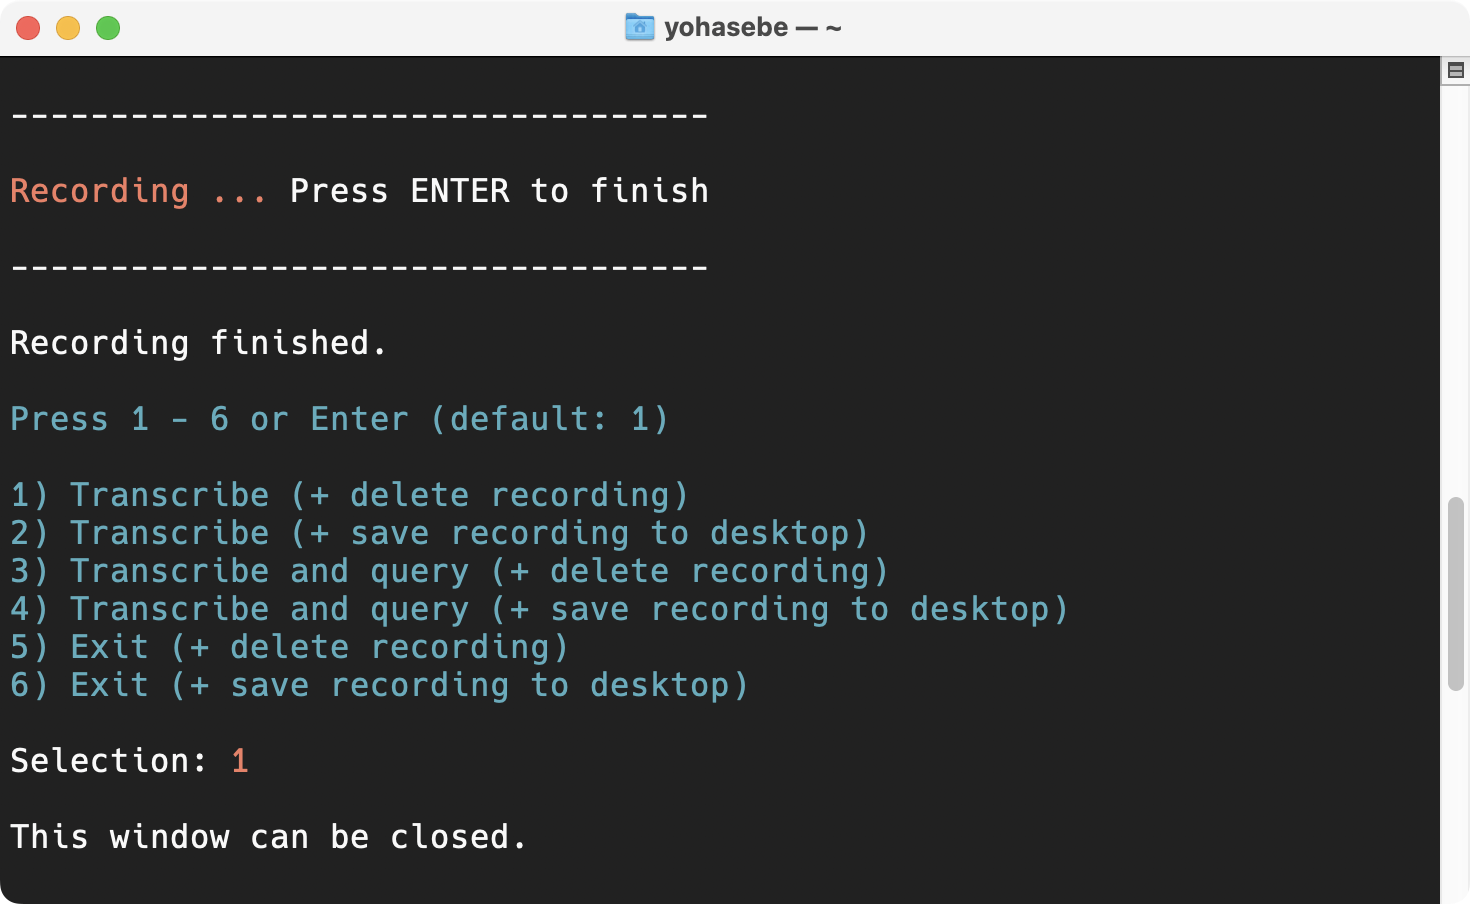 yohasebe — ~
-----------------------------------
Recording ... Press ENTER to finish
-----------------------------------
Recording finished.
Press 1 - 6 or Enter (default: 1)
1) Transcribe (+ delete recording)
2) Transcribe (+ save recording to desktop)
3) Transcribe and query (+ delete recording)
4) Transcribe and query (+ save recording to desktop)
5) Exit (+ delete recording)
6) Exit (+ save recording to desktop)
Selection: 1
This window can be closed.